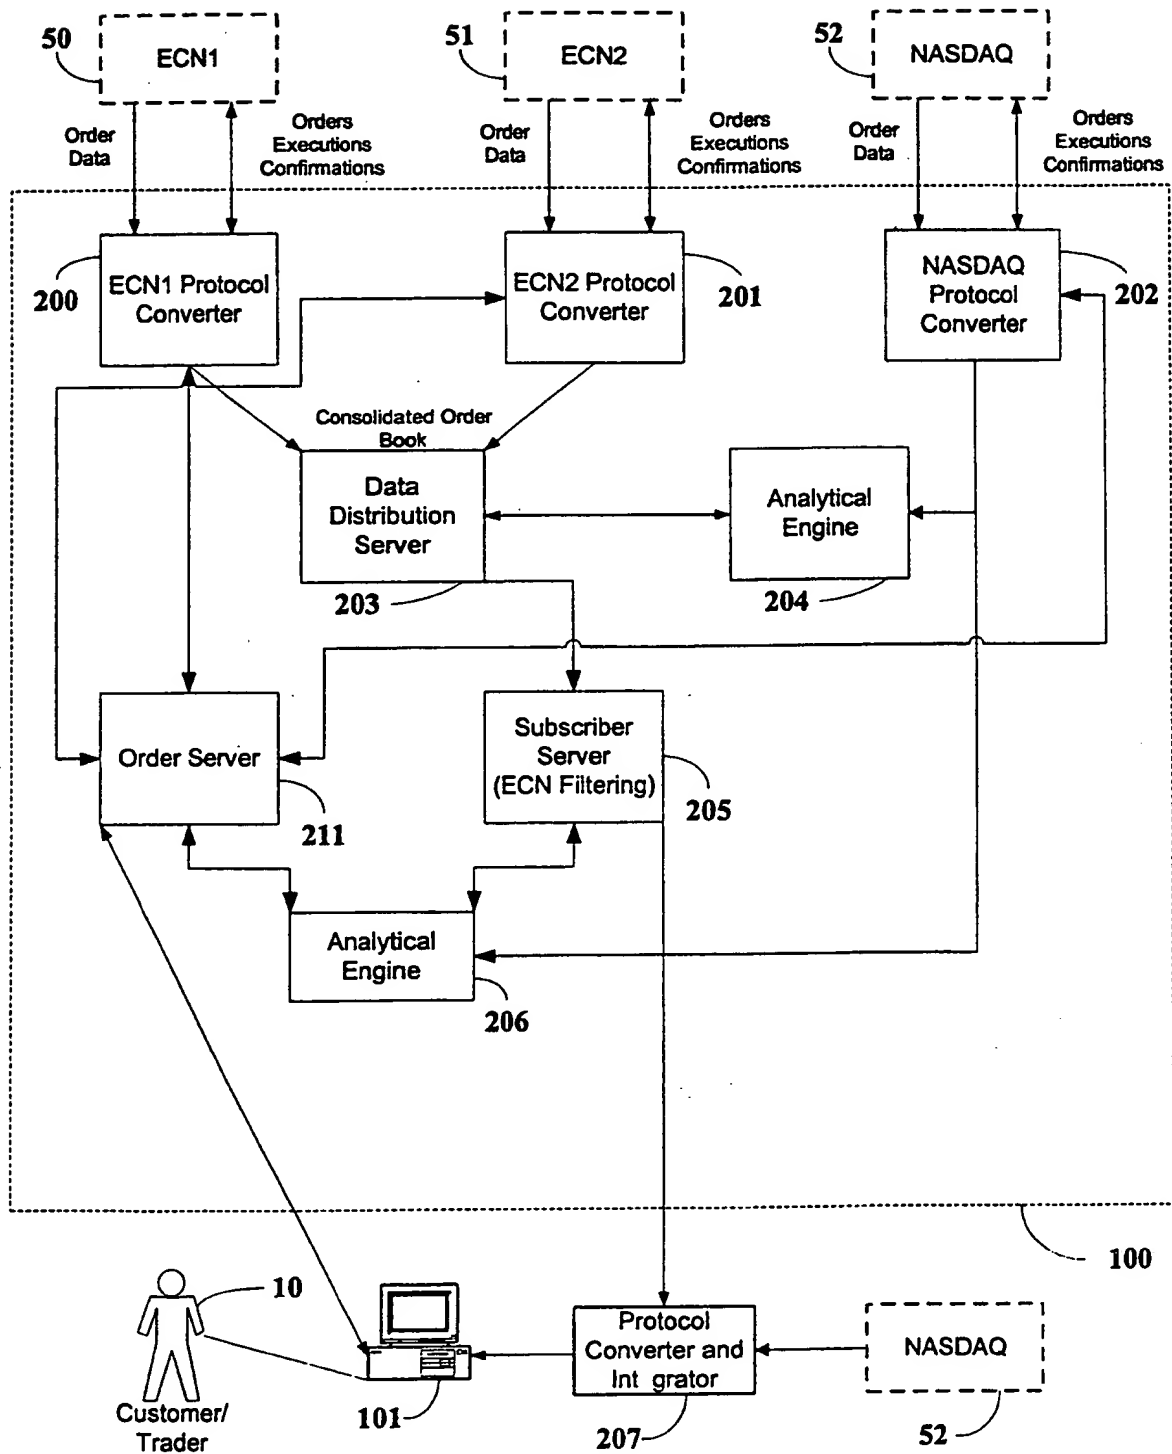 50
ECN1
51
ECN2
52
NASDAQ
Order
Data
Orders
Executions
Confirmations
Order
Data
Orders
Executions
Confirmations
Order
Data
Orders
Executions
Confirmations
200
ECN1 Protocol
Converter
ECN2 Protocol
Converter
201
NASDAQ
Protocol
Converter
202
Consolidated Order
Book
Data
Distribution
Server
203
Analytical
Engine
204
Order Server
211
Subscriber
Server
(ECN Filtering)
205
Analytical
Engine
206
100
10
Customer/
Trader
101
Protocol
Converter and
Int grator
207
NASDAQ
52